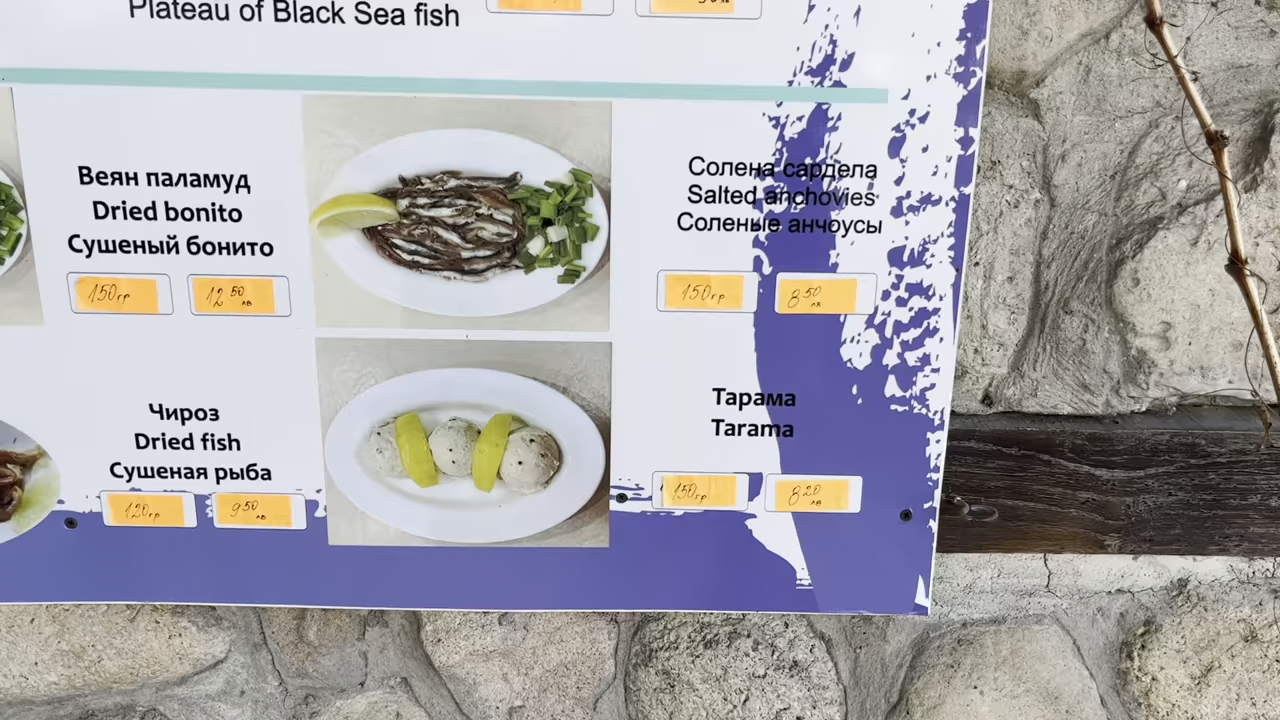 Plateau of Black Sea fish
Веян паламуд
Dried bonito
Сушеный бонито
150гр
12 50 лв
Солена сардела
Salted anchovies
Соленые анчоусы
150гр
8 50 лв
Чироз
Dried fish
Сушеная рыба
120гр
9 50 лв
Тарама
Tarama
150гр
8 20 лв